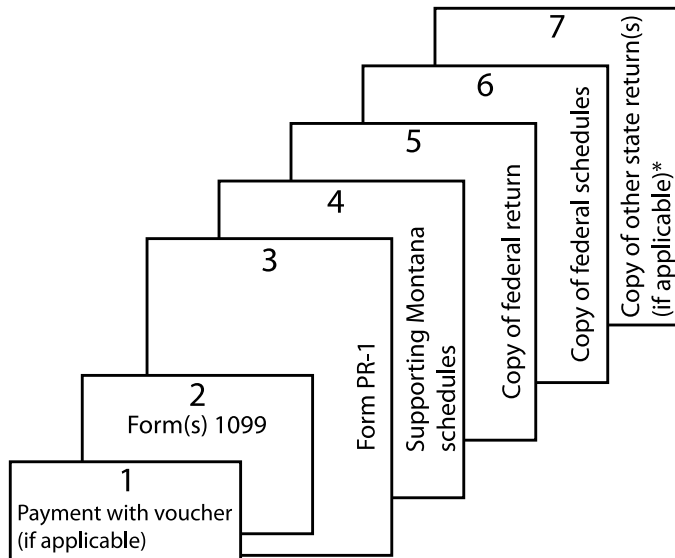 1
Payment with voucher
(if applicable)
2
Form(s) 1099
3
Form PR-1
4
Supporting Montana
schedules
5
Copy of federal return
6
Copy of federal schedules
7
Copy of other state return(s)
(if applicable)*